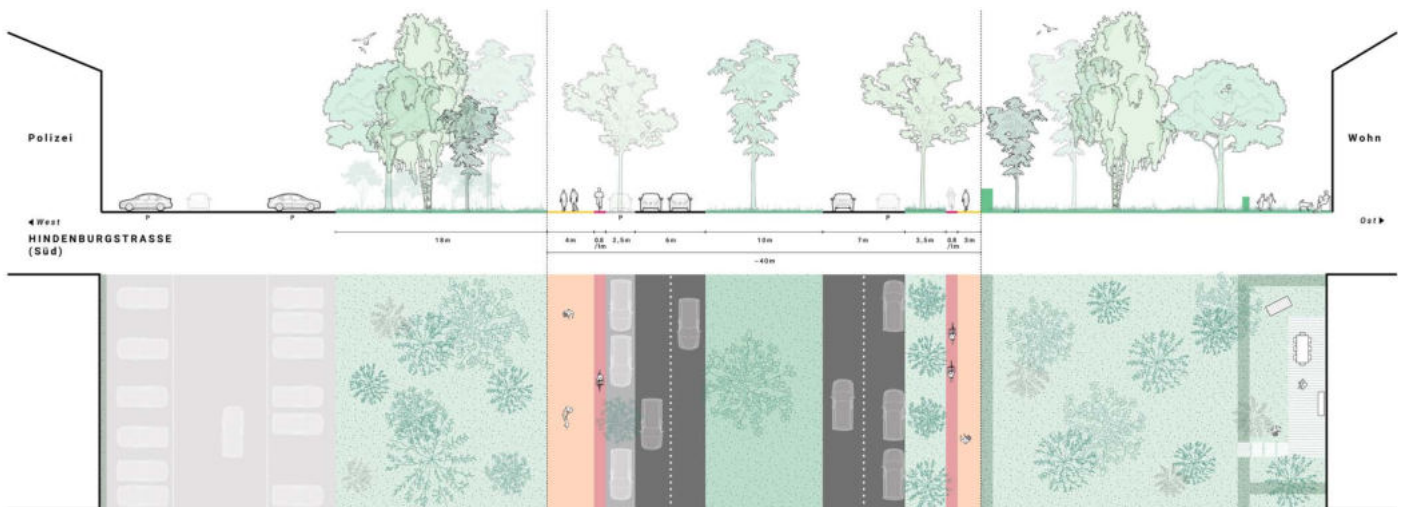 Polizei
Wohn
P
P
P
P
◄ West
Ost ►
HINDENBURGSTRASSE
(Süd)
18m
4m
0,8
/1m
2,5m
6m
10m
7m
3,5m
0,8
/1m
3m
~40m